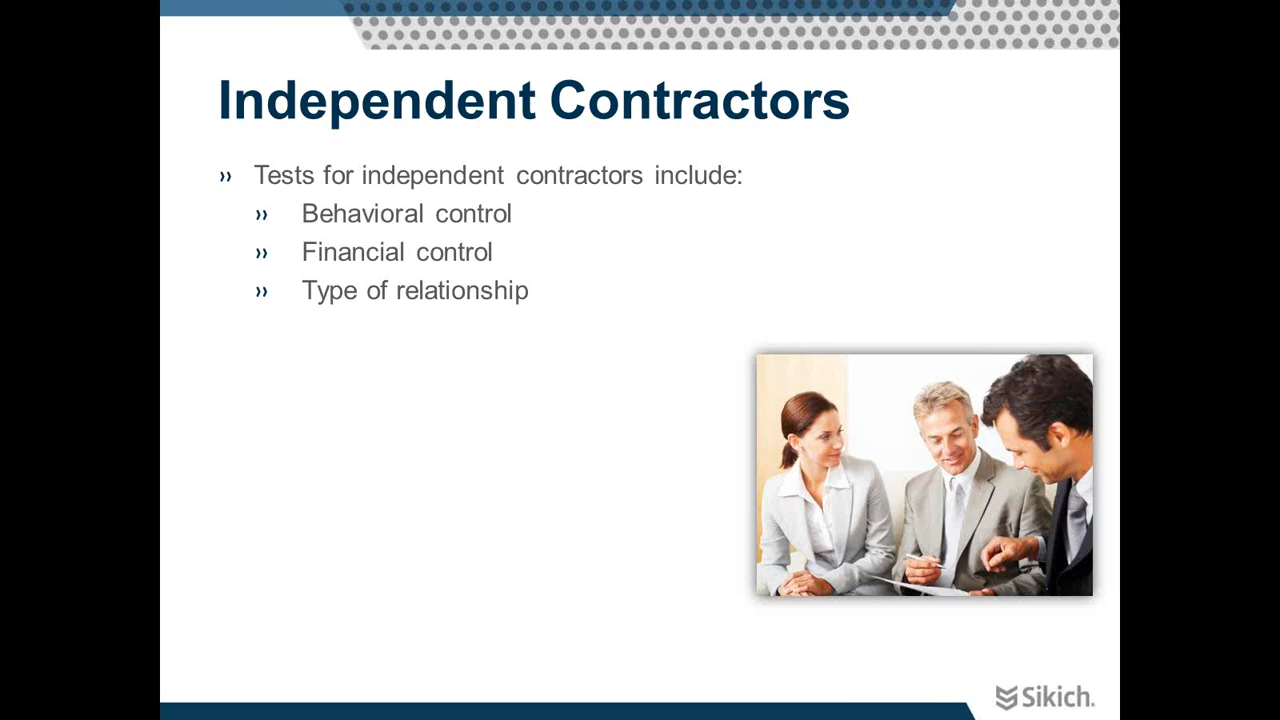 Independent Contractors
›› Tests for independent contractors include:
›› Behavioral control
›› Financial control
›› Type of relationship
Sikich.